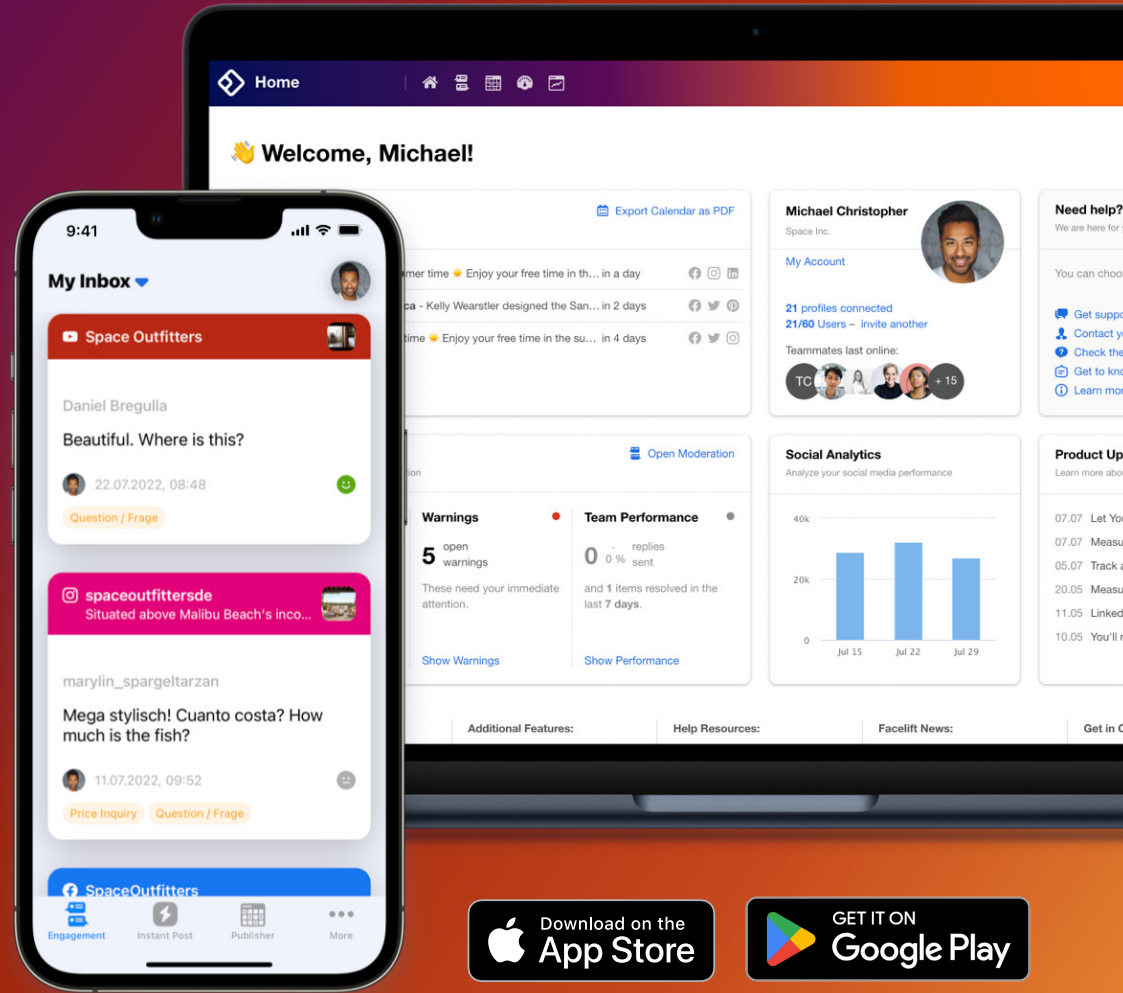 Home
👋 Welcome, Michael!
Export Calendar as PDF
mer time ☀️ Enjoy your free time in th... in a day
ca - Kelly Wearstler designed the San... in 2 days
time ☀️ Enjoy your free time in the su... in 4 days
Michael Christopher
Space Inc.
My Account
21 profiles connected
21/60 Users – invite another
Teammates last online:
TC
+ 15
Need help?
We are here for
You can choo
Get suppo
Contact y
Check the
Get to kno
Learn mor
Open Moderation
ion
Warnings
5 open warnings
These need your immediate
attention.
Show Warnings
Team Performance
0 - 0 % replies sent
and 1 items resolved in the
last 7 days.
Show Performance
Social Analytics
Analyze your social media performance
40k
20k
0
Jul 15 Jul 22 Jul 29
Product Up
Learn more abou
07.07 Let You
07.07 Measu
05.07 Track a
20.05 Measu
11.05 Linked
10.05 You'll r
Additional Features:
Help Resources:
Facelift News:
Get in C
9:41
My Inbox
Space Outfitters
Daniel Bregulla
Beautiful. Where is this?
22.07.2022, 08:48
Question / Frage
spaceoutfittersde
Situated above Malibu Beach's inco...
marylin_spargeltarzan
Mega stylisch! Cuanto costa? How
much is the fish?
11.07.2022, 09:52
Price Inquiry Question / Frage
SpaceOutfitters
Engagement
Instant Post
Publisher
More
Download on the
App Store
GET IT ON
Google Play